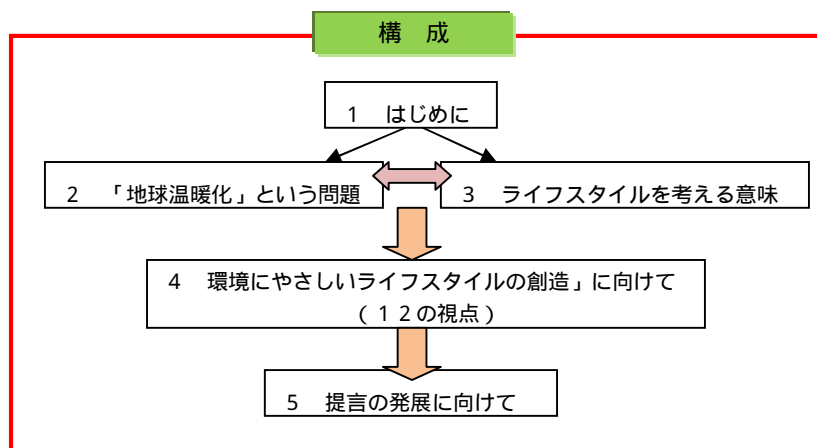 構　成
1　はじめに
2　「地球温暖化」という問題
3　ライフスタイルを考える意味
4　環境にやさしいライフスタイルの創造」に向けて
(１２の視点)
5　提言の発展に向けて